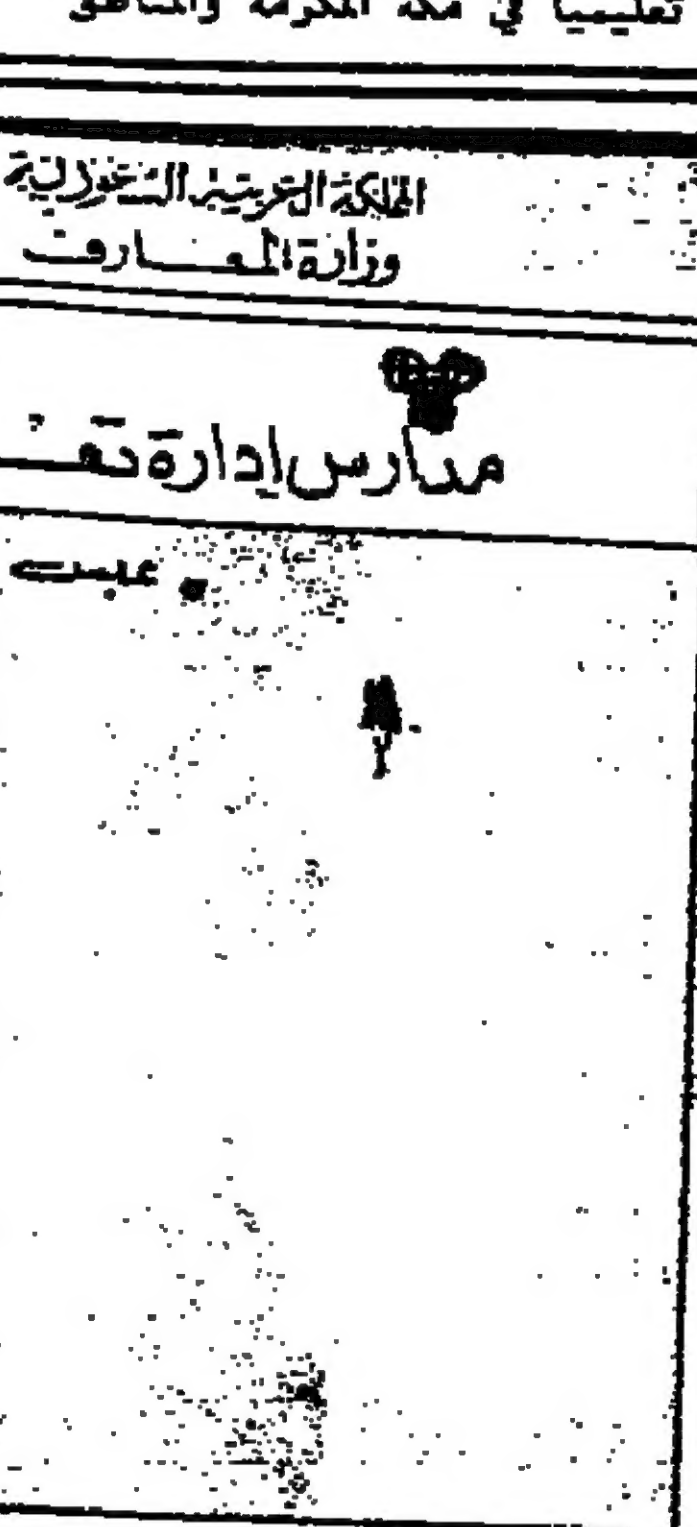 تعليمياً في مكة المكرمة والمناطق
المملكة العربية السعودية
وزارة المعارف
مدارس إدارة